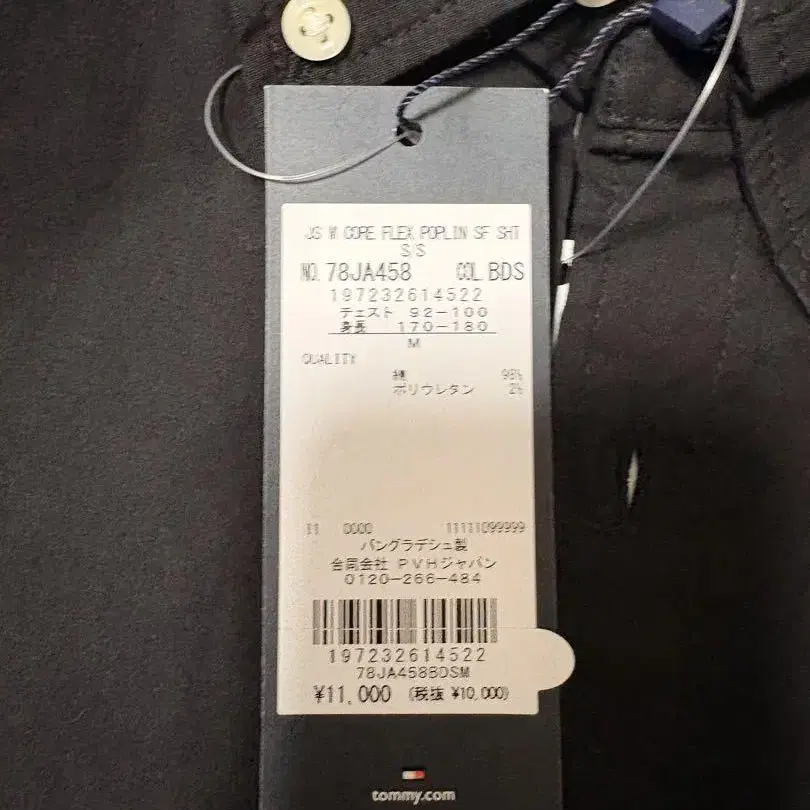 JS W CORE FLEX POPLIN SF SHT
S/S
NO. 78JA458 COL. BDS
197232614522
チェスト 92-100
身長 170-180
M
QUALITY
綿 98%
ポリウレタン 2%
11 0000 11111099999
バングラデシュ製
合同会社 PVHジャパン
0120-266-484
197232614522
78JA458BDSM
¥11,000 (税抜 ¥10,000)
tommy.com